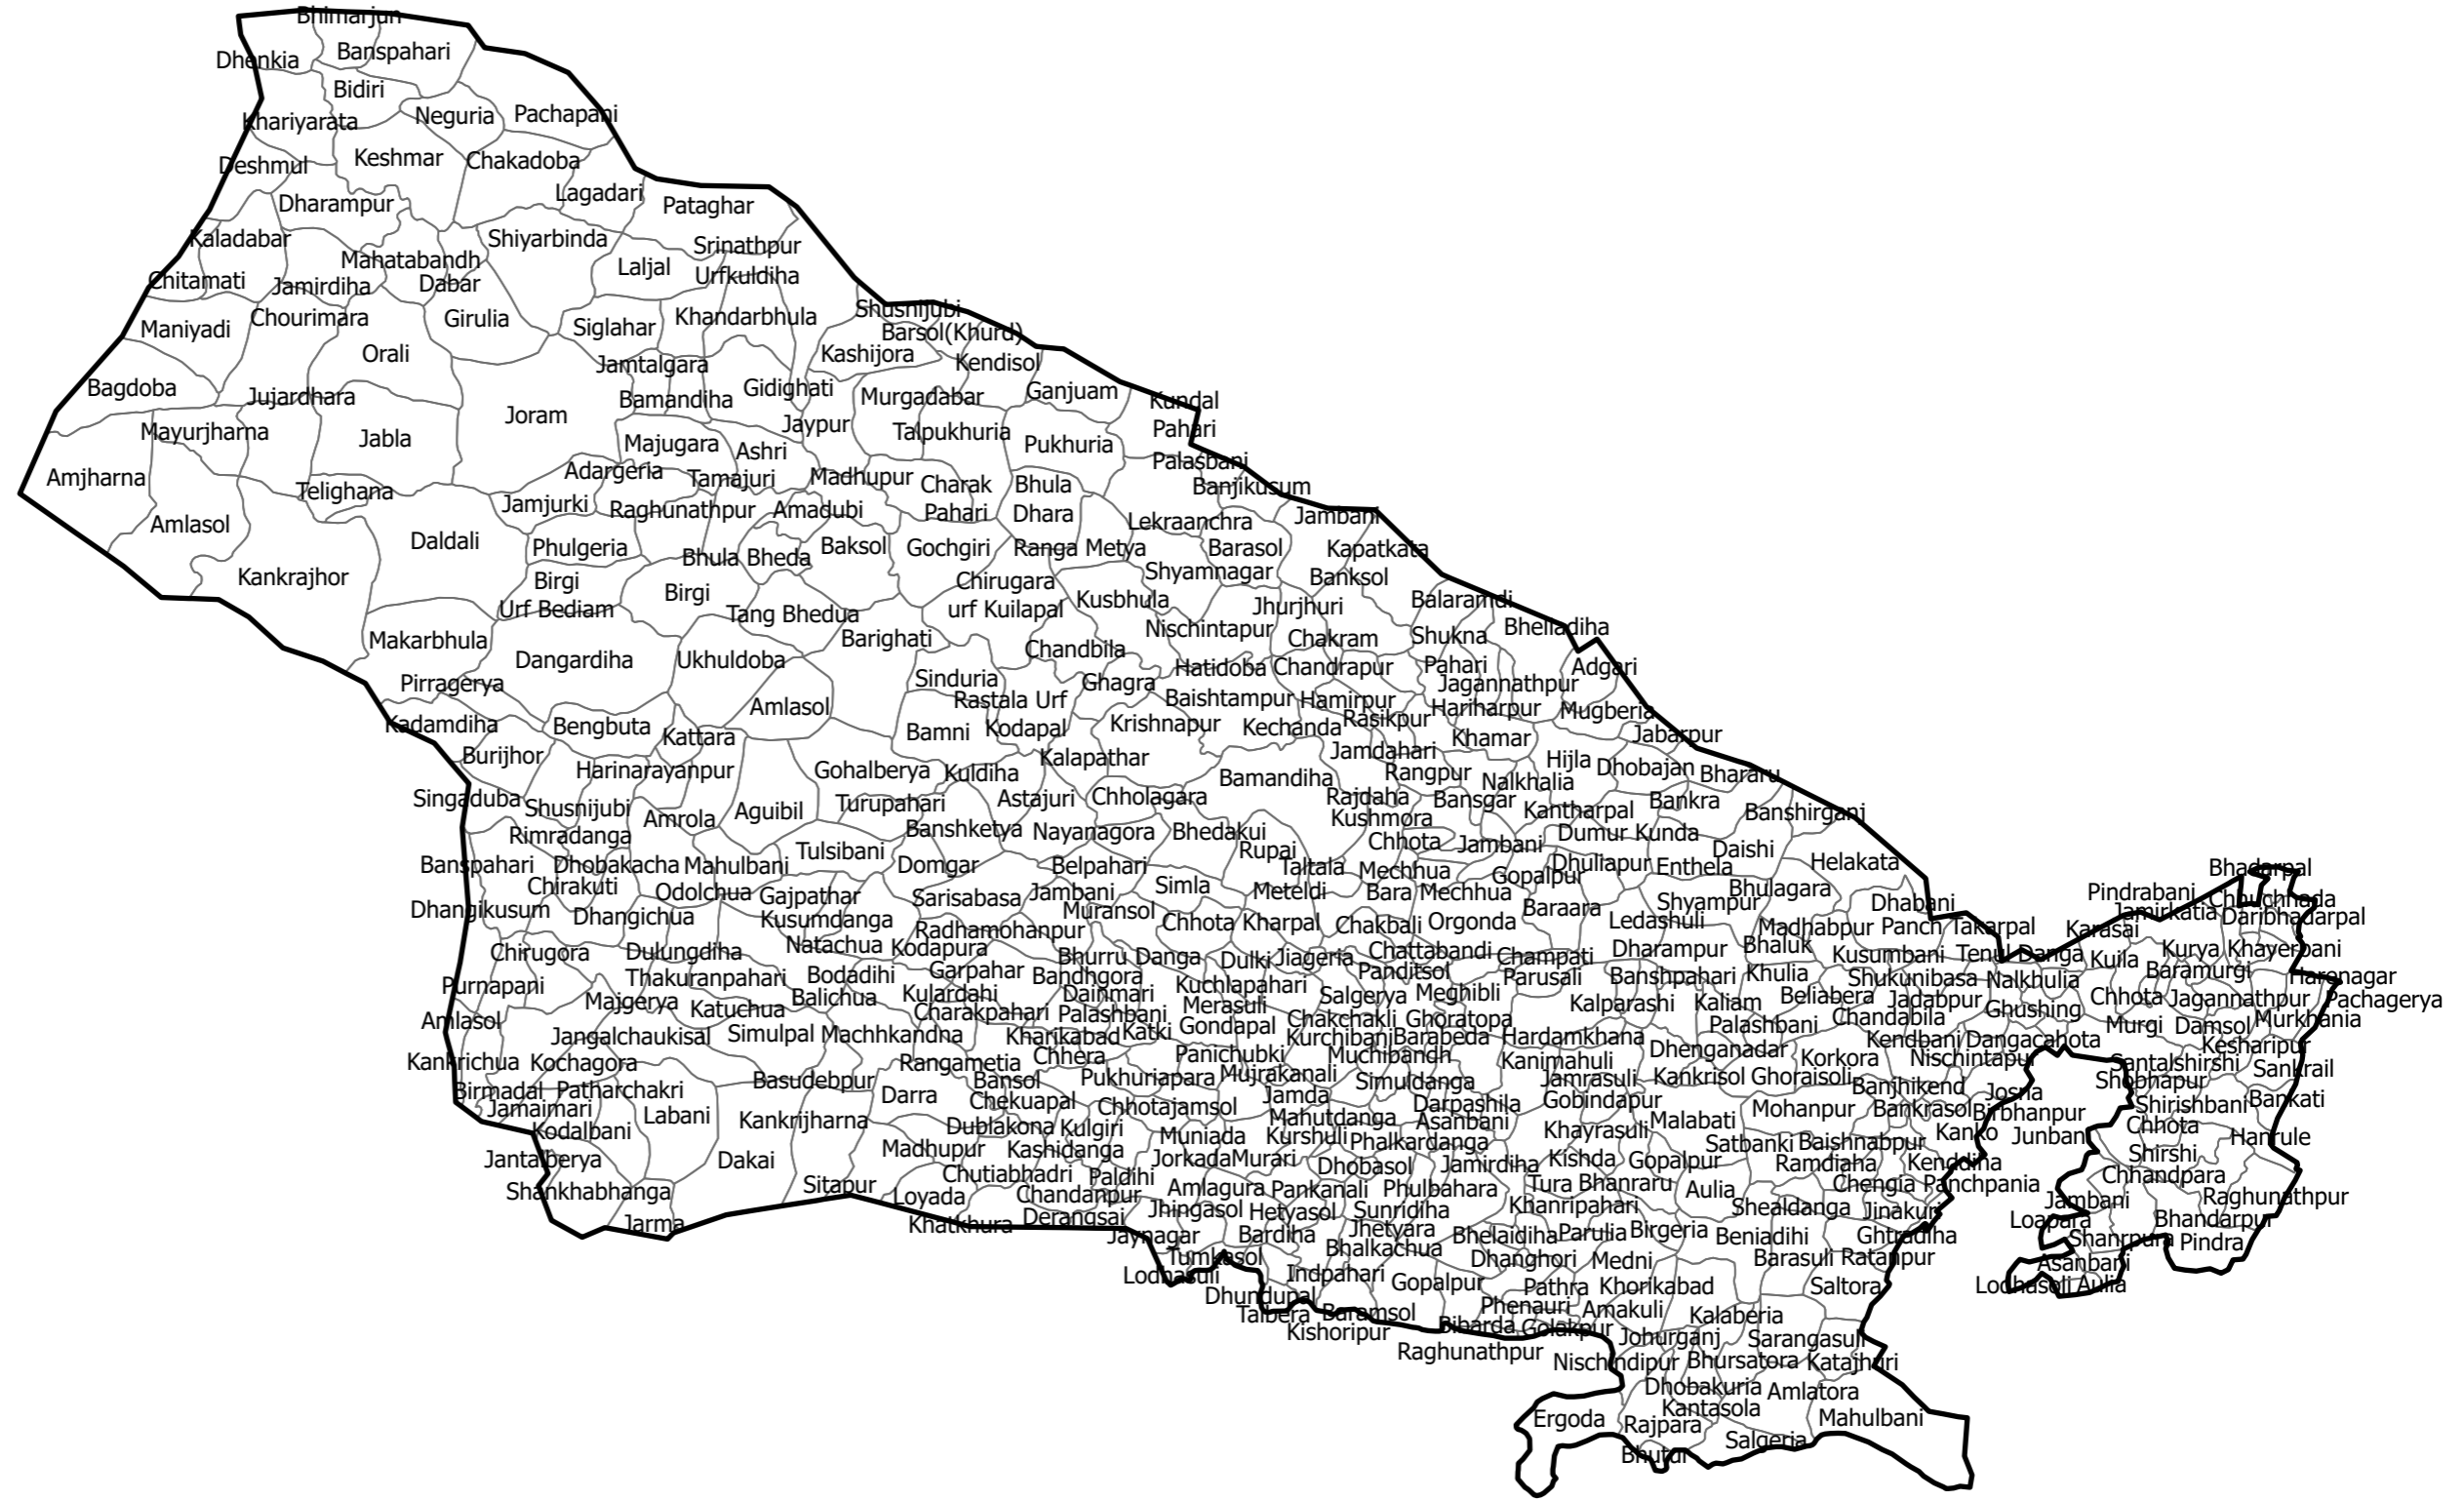 Bhimarjun
Dhenkia
Banspahari
Bidiri
Neguria
Pachapani
Khariyarata
Keshmar
Chakadoba
Deshmul
Lagadari
Dharampur
Pataghar
Kaladabar
Shiyarbinda
Srinathpur
Mahatabandh
Laljal
Urfkuldiha
Chitamati
Jamirdiha
Dabar
Maniyadi
Chourimara
Girulia
Siglahar
Khandarbhula
Shusnijubi
Barsol(Khurd)
Orali
Kashijora
Kendisol
Jamtalgara
Bagdoba
Jujardhara
Bamandiha
Gidighati
Murgadabar
Ganjuam
Kundal
Pahari
Joram
Jaypur
Mayurjharna
Jabla
Majugara
Ashri
Talpukhuria
Pukhuria
Palasbani
Amjharna
Telighana
Adargeria
Tamajuri
Madhupur
Charak
Pahari
Bhula
Dhara
Banjikusum
Jamjurki
Raghunathpur
Amadubi
Amlasol
Lekraanchra
Jambani
Daldali
Phulgeria
Bhula Bheda
Baksol
Gochgiri
Ranga Metya
Barasol
Kapatkata
Kankrajhor
Birgi
Urf Bediam
Birgi
Chirugara
urf Kuilapal
Shyamnagar
Banksol
Tang Bhedua
Kusbhula
Jhurjhuri
Balaramdi
Makarbhula
Barighati
Nischintapur
Chakram
Shukna
Pahari
Bhelladiha
Dangardiha
Ukhuldoba
Chandbila
Hatidoba
Chandrapur
Adgari
Pirragerya
Sinduria
Ghagra
Jagannathpur
Amlasol
Rastala Urf
Kodapal
Baishtampur
Hamirpur
Hariharpur
Mugberia
Kadamdiha
Bengbuta
Kattara
Bamni
Krishnapur
Kechanda
Rasikpur
Khamar
Jabarpur
Burijhor
Harinarayanpur
Gohalberya
Kuldiha
Kalapathar
Bamandiha
Jamdahari
Rangpur
Hijla
Dhobajan
Bhararu
Nalkhalia
Singaduba
Shusnijubi
Amrola
Aguibil
Turupahari
Astajuri
Chholagara
Rajdaha
Bansgar
Kantharpal
Bankra
Banshirganj
Rimradanga
Banshketya
Nayanagora
Bhedakui
Kushmora
Dumur Kunda
Chhota
Mechhua
Jambani
Banspahari
Dhobakacha
Mahulbani
Tulsibani
Domgar
Belpahari
Rupai
Taltala
Dhuliapur
Enthela
Daishi
Helakata
Chirakuti
Odolchua
Gajpathar
Sarisabasa
Jambani
Simla
Meteldi
Bara Mechhua
Gopalpur
Bhulagara
Dhangikusum
Dhangichua
Kusumdanga
Muransol
Chhota Kharpal
Chakbali
Orgonda
Baraara
Shyampur
Ledashuli
Dhabani
Radhamohanpur
Madhabpur
Panch Takarpal
Chirugora
Dulungdiha
Natachua
Kodapura
Bhurru Danga
Dulki
Jiageria
Chattabandi
Champati
Dharampur
Bhaluk
Kusumbani
Tenul Danga
Purnapani
Thakuranpahari
Bodadihi
Garpahar
Bandhgora
Kuchlapahari
Panditsol
Parusali
Banshpahari
Khulia
Shukunibasa
Nalkhulia
Majgerya
Katuchua
Balichua
Kulardahi
Dainmari
Merasuli
Salgerya
Meghibli
Kalparashi
Kaliam
Beliabera
Jadabpur
Ghushing
Amlasol
Charakpahari
Palashbani
Chakchakli
Ghoratopa
Palashbani
Chandabila
Jangalchaukisal
Simulpal
Machhkandna
Kharikabad
Katki
Gondapal
Kurchibani
Barapeda
Hardamkhana
Kendbani
Dangacahota
Kankrichua
Kochagora
Rangametia
Chhera
Panichubki
Muchibandh
Kanimahuli
Dhenganadar
Korkora
Nischintapur
Birmadal
Patharchakri
Basudebpur
Bansol
Pukhuriapara
Mujrakanali
Simuldanga
Jamrasuli
Kankrisol
Ghoraisoli
Banjhikend
Josna
Jamaimari
Labani
Kankrijharna
Darra
Chekuapal
Chhotajamsol
Jamda
Darpashila
Gobindapur
Mohanpur
Bankrasol
Birbhanpur
Kodalbani
Dublakona
Kulgiri
Mahutdanga
Asanbani
Malabati
Kanko
Junbani
Jantalberya
Dakai
Madhupur
Kashidanga
Muniada
Kurshuli
Phalkardanga
Khayrasuli
Satbanki
Baishnabpur
Jorkada
Murari
Dhobasol
Jamirdiha
Kishda
Gopalpur
Ramdiaha
Kenddiha
Shankhabhanga
Sitapur
Chutiabhadri
Paldihi
Amlagura
Pankanali
Phulbahara
Tura Bhanraru
Aulia
Chengia
Panchpania
Jarma
Loyada
Chandanpur
Jhingasol
Hetyasol
Sunridiha
Khanripahari
Shealdanga
Jinakuri
Khatkhura
Derangsai
Jaynagar
Bardiha
Jhetyara
Bhelaidiha
Parulia
Birgeria
Beniadihi
Ghtradiha
Tumkasol
Bhalkachua
Dhanghori
Medni
Barasuli
Ratanpur
Lodhasuli
Indpahari
Gopalpur
Pathra
Khorikabad
Saltora
Dhundupal
Talbera
Baramsol
Phenauri
Amakuli
Kalaberia
Kishoripur
Biharda
Golakpur
Johurganj
Sarangasuli
Raghunathpur
Nischindipur
Bhursatora
Katajhuri
Dhobakuria
Amlatora
Ergoda
Rajpara
Kantasola
Mahulbani
Bhutdi
Salgeria
Bhadarpal
Pindrabani
Chhuchhada
Jamirkatia
Daribhadarpal
Karasai
Kuila
Kurya
Khayerbani
Baramurgi
Harenagar
Chhota
Murgi
Jagannathpur
Pachagerya
Damsol
Murkhania
Kesharipur
Santalshirshi
Sankrail
Shobnapur
Shirishbani
Bankati
Chhota
Shirshi
Hanrule
Chhandpara
Jambani
Raghunathpur
Loapara
Bhandarpur
Shanrpura
Pindra
Asanbani
Lodhasoli
Aulia